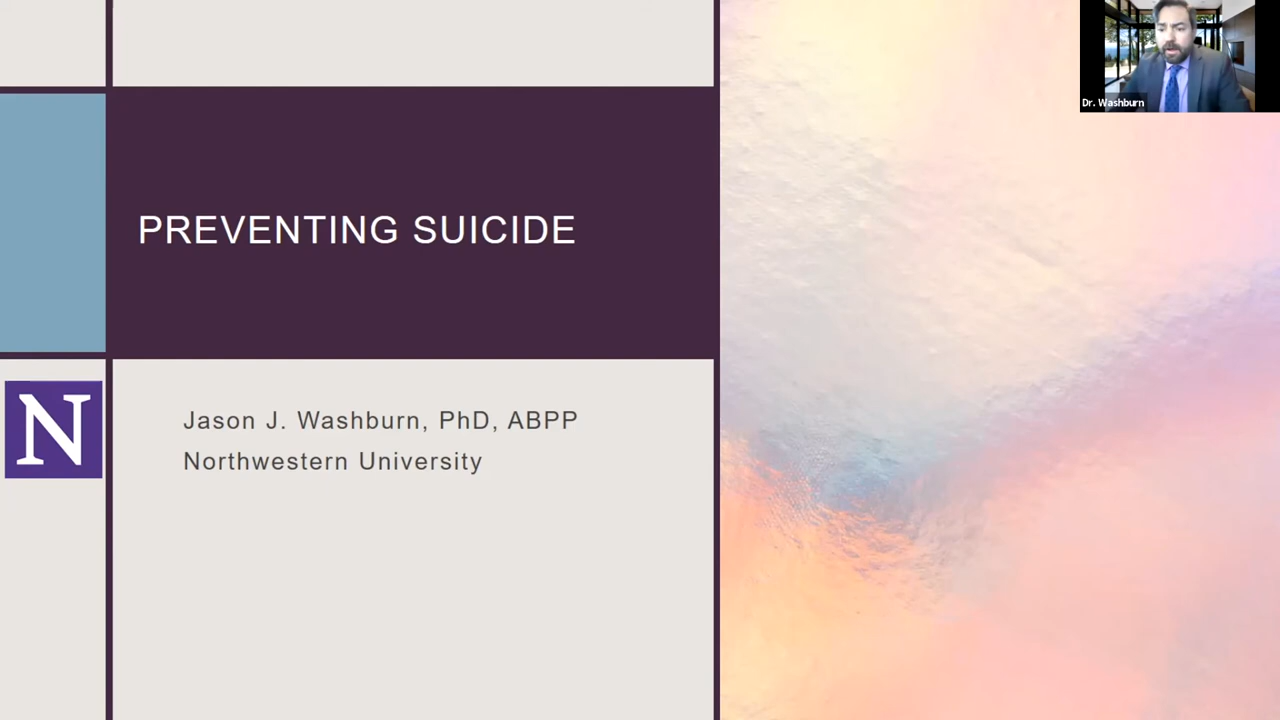 Dr. Washburn
PREVENTING SUICIDE
N
Jason J. Washburn, PhD, ABPP
Northwestern University